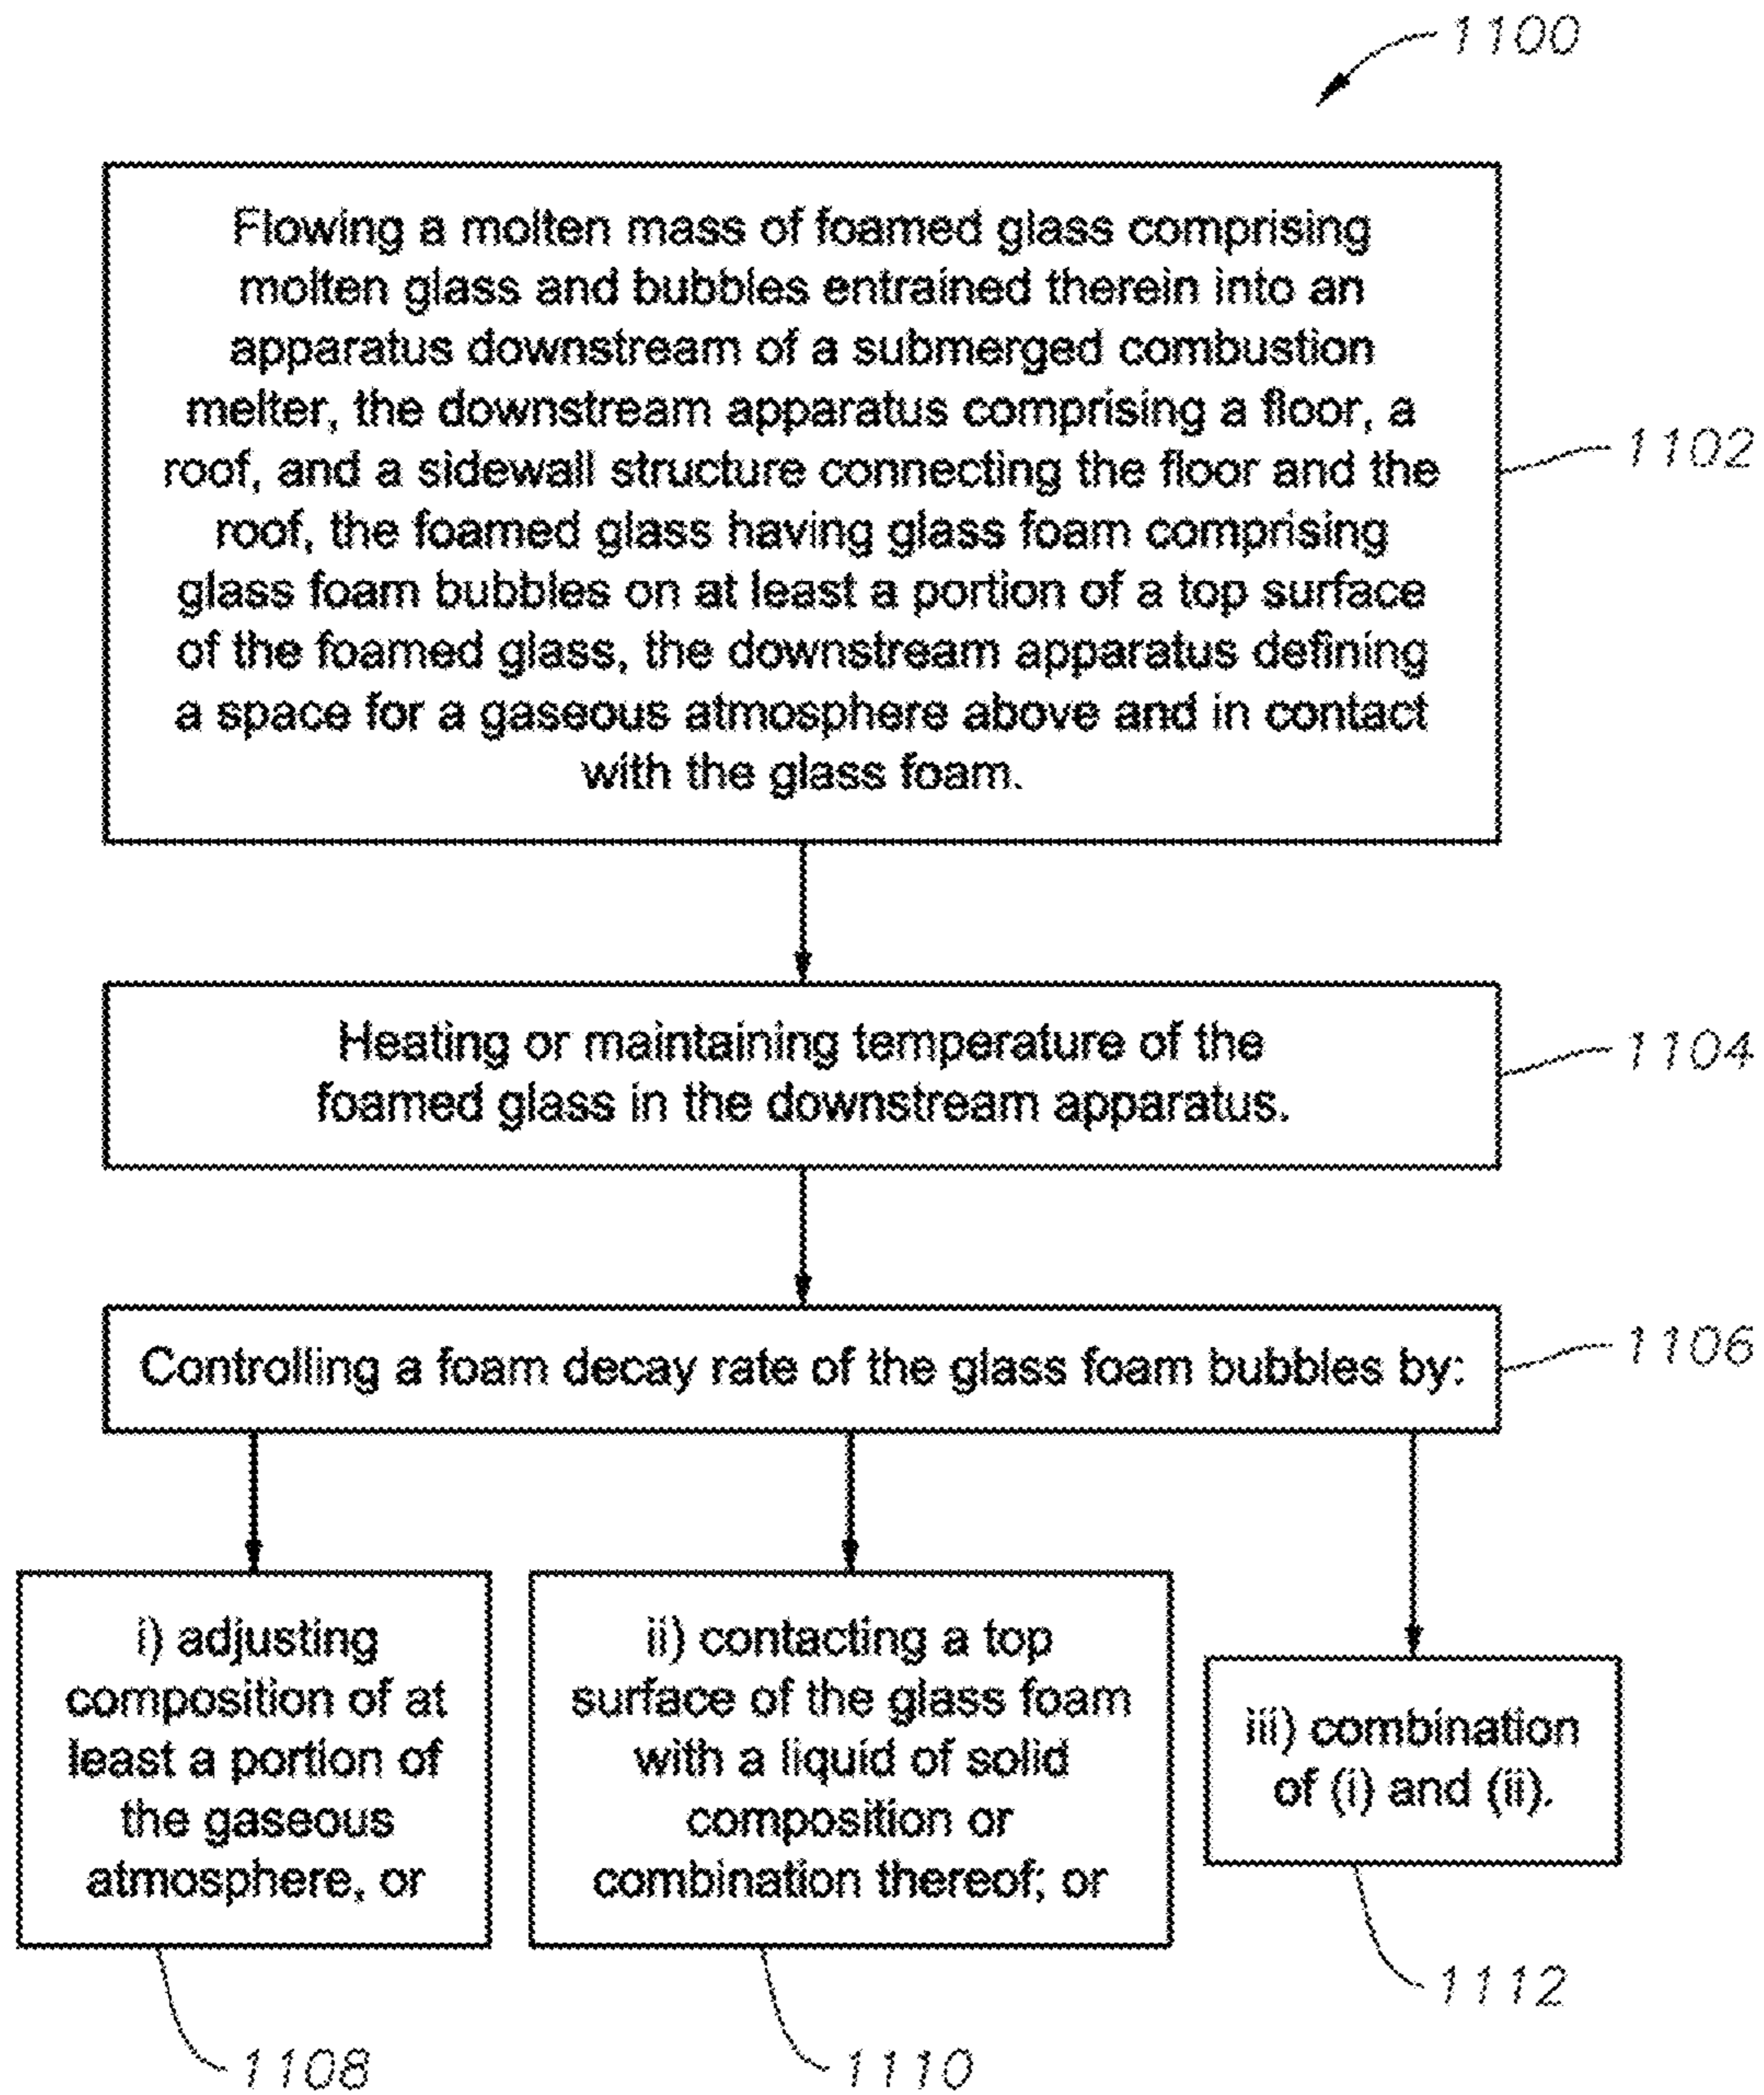 1100
Flowing a molten mass of foamed glass comprising
molten glass and bubbles entrained therein into an
apparatus downstream of a submerged combustion
melter, the downstream apparatus comprising a floor, a
roof, and a sidewall structure connecting the floor and the
roof, the foamed glass having glass foam comprising
glass foam bubbles on at least a portion of a top surface
of the foamed glass, the downstream apparatus defining
a space for a gaseous atmosphere above and in contact
with the glass foam.
1102
Heating or maintaining temperature of the
foamed glass in the downstream apparatus.
1104
Controlling a foam decay rate of the glass foam bubbles by:
1106
i) adjusting
composition of at
least a portion of
the gaseous
atmosphere, or
1108
ii) contacting a top
surface of the glass foam
with a liquid of solid
composition or
combination thereof; or
1110
iii) combination
of (i) and (ii).
1112